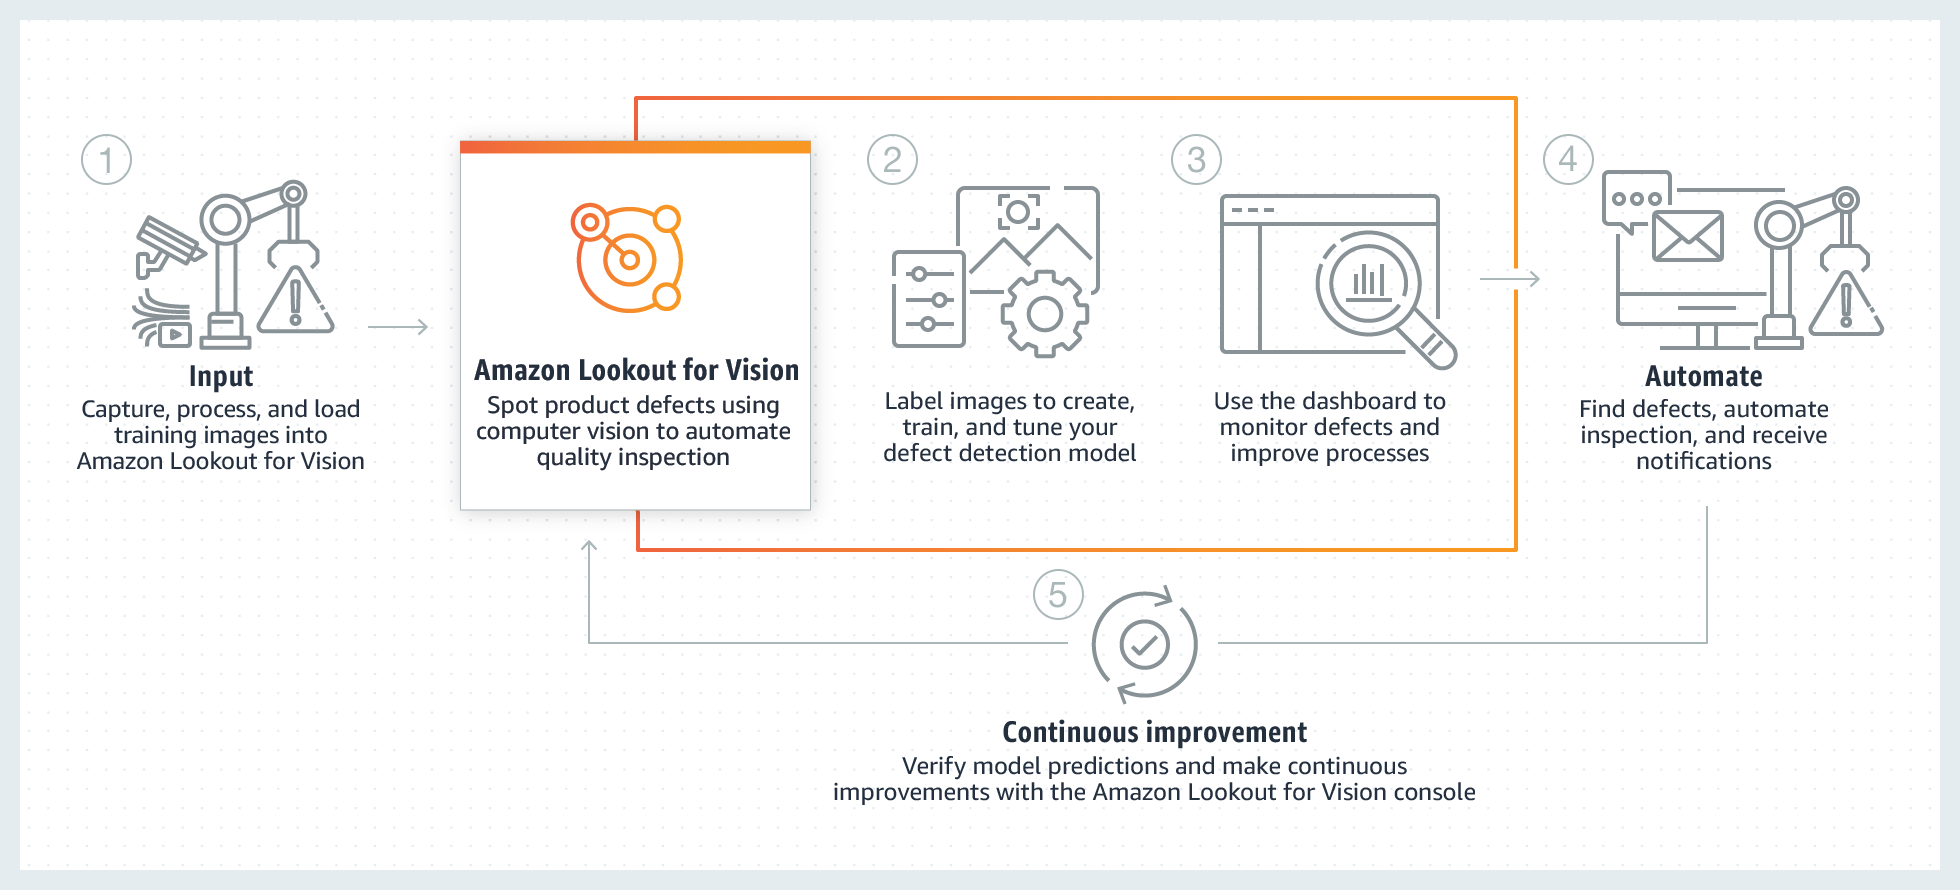 1
Input
Capture, process, and load
training images into
Amazon Lookout for Vision
Amazon Lookout for Vision
Spot product defects using
computer vision to automate
quality inspection
2
Label images to create,
train, and tune your
defect detection model
3
Use the dashboard to
monitor defects and
improve processes
4
Automate
Find defects, automate
inspection, and receive
notifications
5
Continuous improvement
Verify model predictions and make continuous
improvements with the Amazon Lookout for Vision console